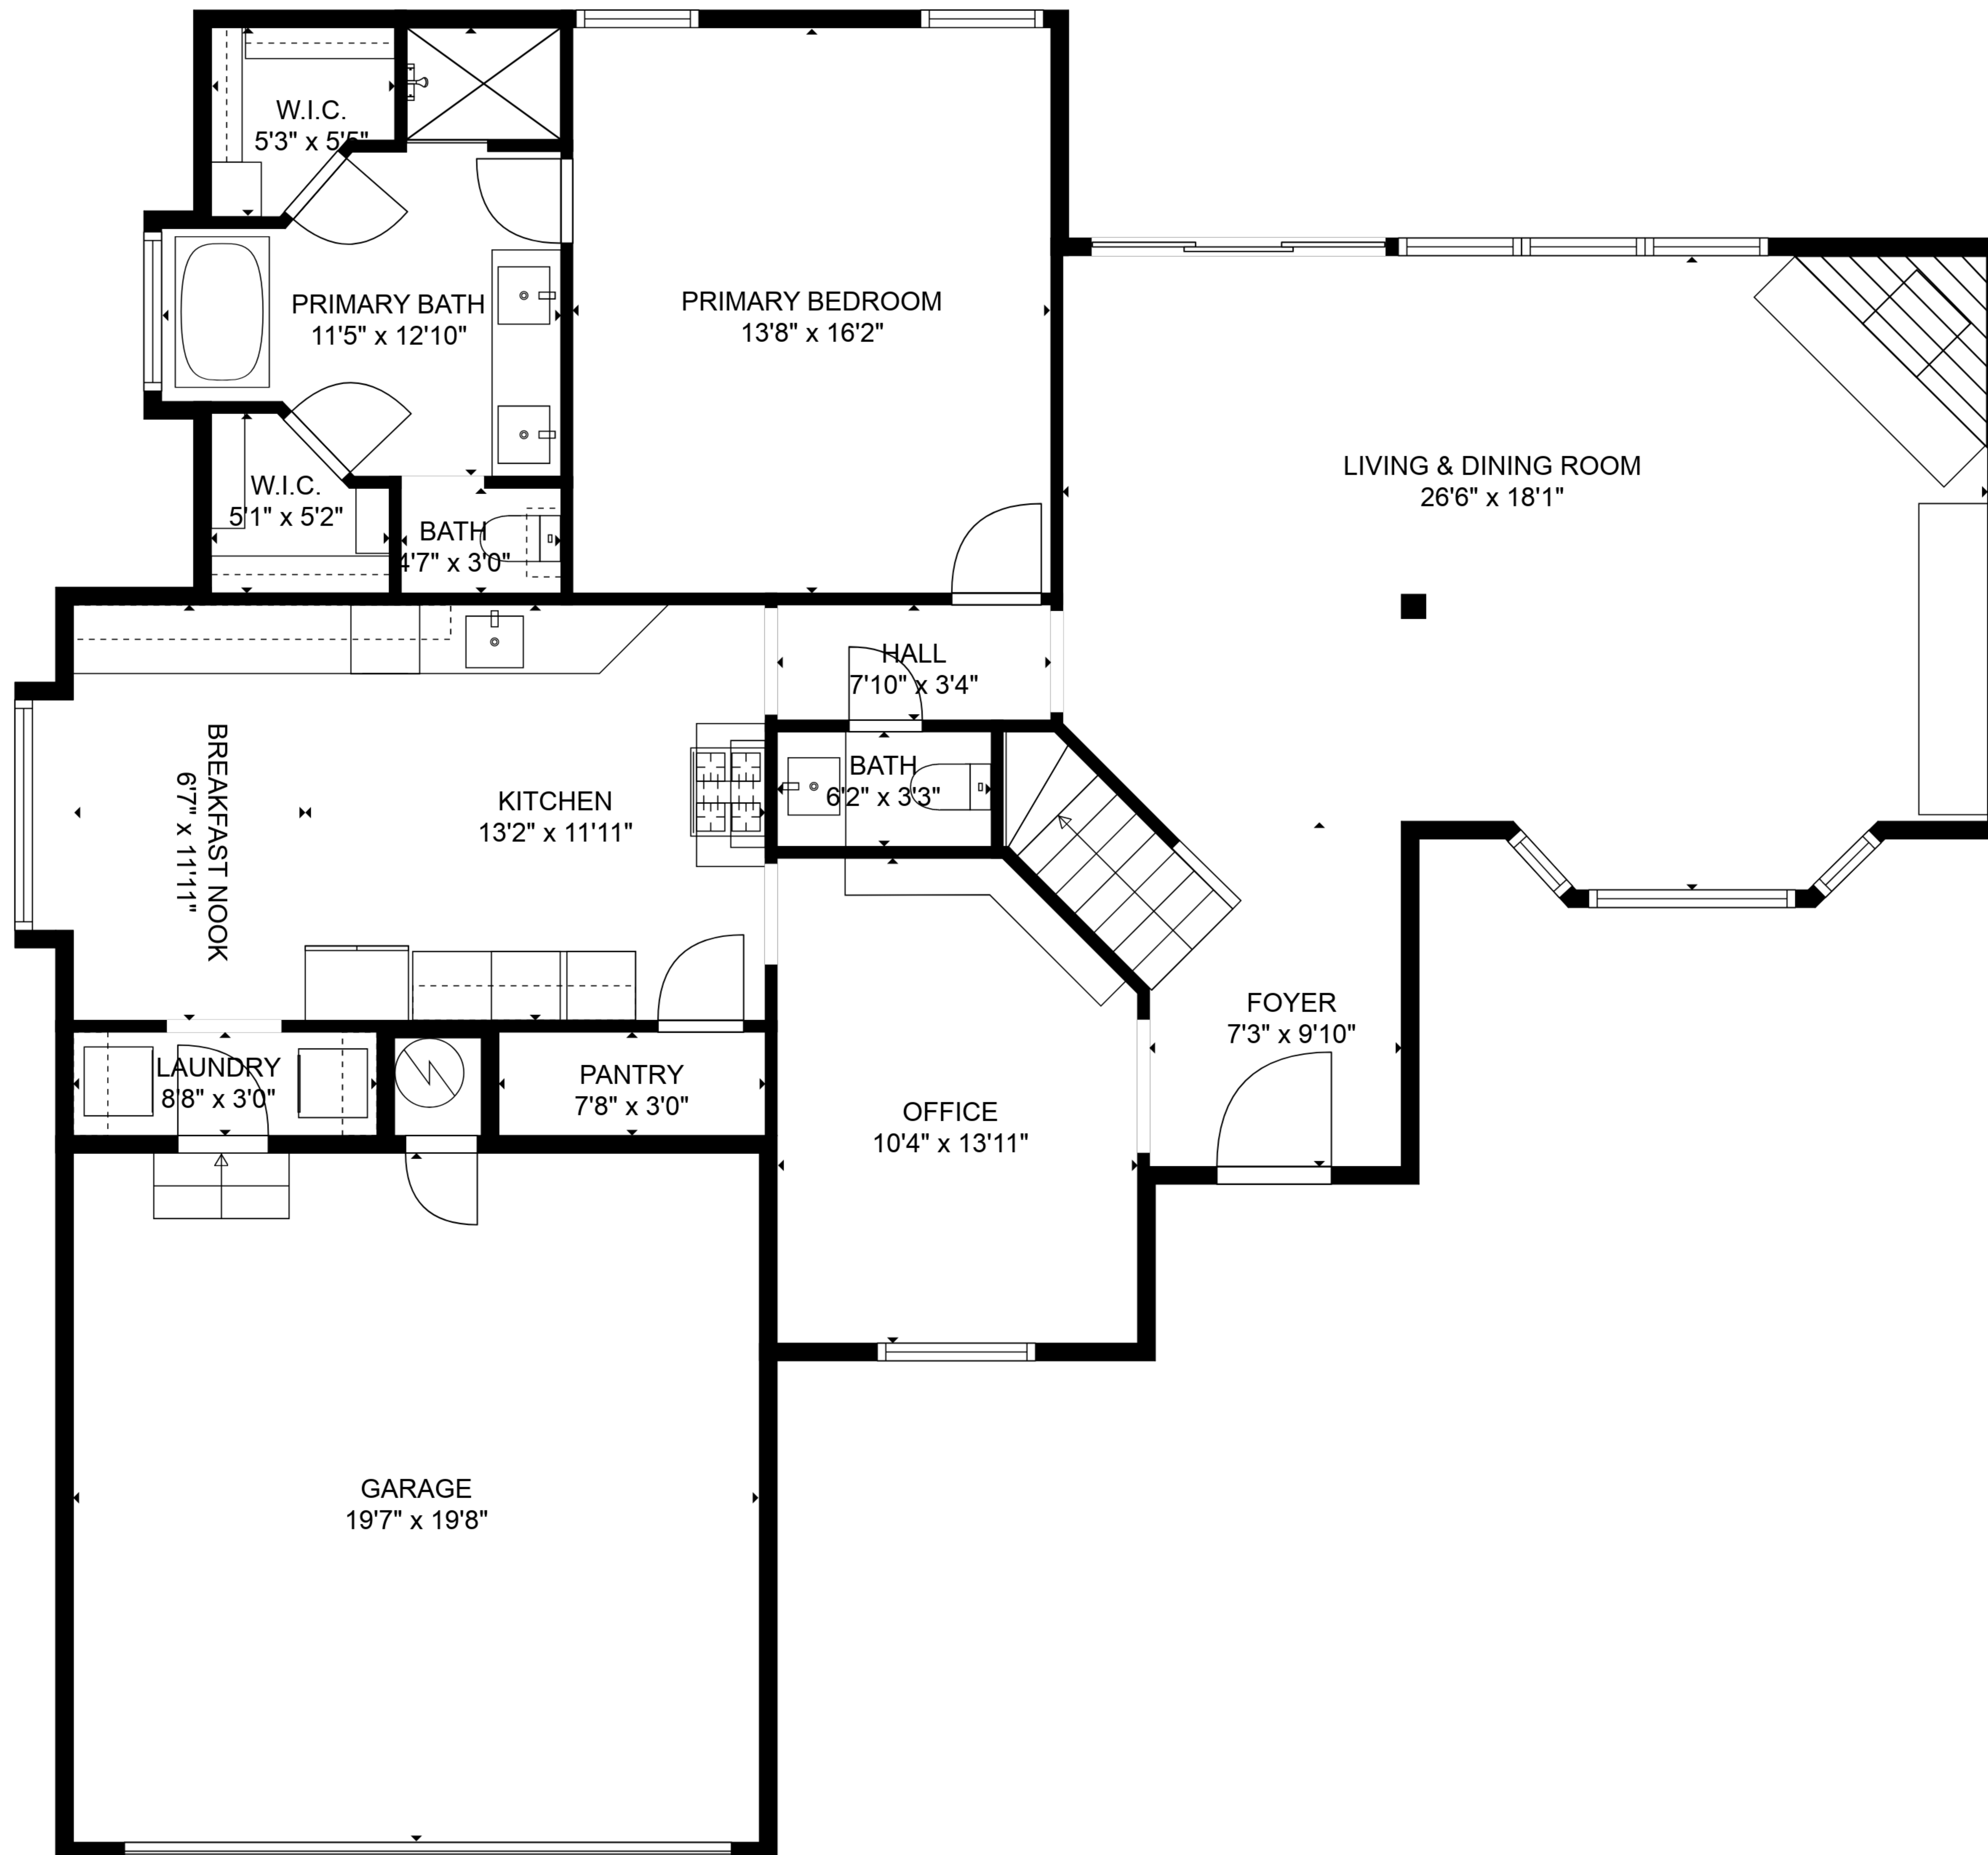 W.I.C.
5'3" x 5'5"
PRIMARY BATH
11'5" x 12'10"
PRIMARY BEDROOM
13'8" x 16'2"
LIVING & DINING ROOM
26'6" x 18'1"
W.I.C.
5'1" x 5'2"
BATH
4'7" x 3'0"
HALL
7'10" x 3'4"
BREAKFAST NOOK
6'7" x 11'11"
KITCHEN
13'2" x 11'11"
BATH
6'2" x 3'3"
FOYER
7'3" x 9'10"
LAUNDRY
8'8" x 3'0"
PANTRY
7'8" x 3'0"
OFFICE
10'4" x 13'11"
GARAGE
19'7" x 19'8"